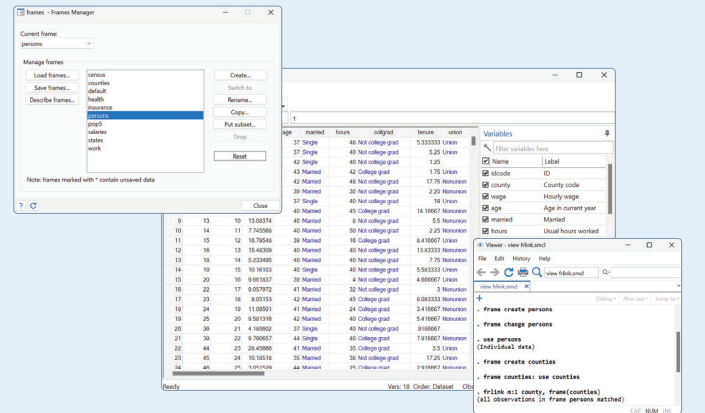 frames - Frames Manager
Current frame:
persons
Manage frames
Load frames...
Save frames...
Describe frames...
census
counties
default
health
insurance
persons
pop5
salaries
states
work
Create...
Switch to
Rename...
Copy...
Put subset...
Drop
Reset
Note: frames marked with * contain unsaved data
Close
1
age married hours collgrad tenure union
37 Single 48 Not college grad 5.333333 Union
37 Single 40 Not college grad 5.25 Union
42 Single 40 Not college grad 1.25 .
43 Married 42 College grad 1.75 Union
42 Married 48 Not college grad 17.75 Nonunion
39 Married 30 Not college grad 2.25 Nonunion
37 Single 40 Not college grad 19 Union
40 Married 45 College grad 14.16667 Nonunion
9 13 10 13.08374 40 Married 8 Not college grad 5.5 Nonunion
10 14 11 7.745568 40 Married 50 Not college grad 2.25 Nonunion
11 15 12 16.79548 39 Married 16 College grad 8.416667 Union
12 16 13 15.48309 40 Married 40 Not college grad 13.83333 Nonunion
13 18 14 5.233495 40 Married 40 Not college grad 7.75 Nonunion
14 19 15 10.16103 40 Single 40 Not college grad 5.583333 Union
15 20 16 9.661837 39 Married 4 Not college grad 4.666667 Union
16 22 17 9.057972 41 Married 32 Not college grad 3 Nonunion
17 23 18 8.05153 42 Married 45 College grad 8.083333 Nonunion
18 24 19 11.09501 41 Married 24 College grad 3.416667 Nonunion
19 25 20 9.581316 42 Married 40 College grad 5.416667 Nonunion
20 36 21 4.180602 37 Single 40 Not college grad .9166667 .
21 39 22 9.790657 44 Single 40 Not college grad 7.916667 Nonunion
22 44 23 28.45666 41 Married 35 College grad 3.5 Union
23 45 24 10.18518 35 Married 38 Not college grad 17.25 Union
24 46 25 3.051529 44 Married 25 College grad 2.916667 Nonunion
Variables
Filter variables here
Name Label
idcode ID
county County code
wage Hourly wage
age Age in current year
married Married
hours Usual hours worked
Ready
Vars: 18 Order: Dataset
Viewer - view frlink.smcl
File Edit History Help
view frlink.smcl
view frlink.smcl
Dialog Also see Jump to
. frame create persons
. frame change persons
. use persons
(Individual data)
. frame create counties
. frame counties: use counties
. frlink m:1 county, frame(counties)
(all observations in frame persons matched)
CAP NUM INS